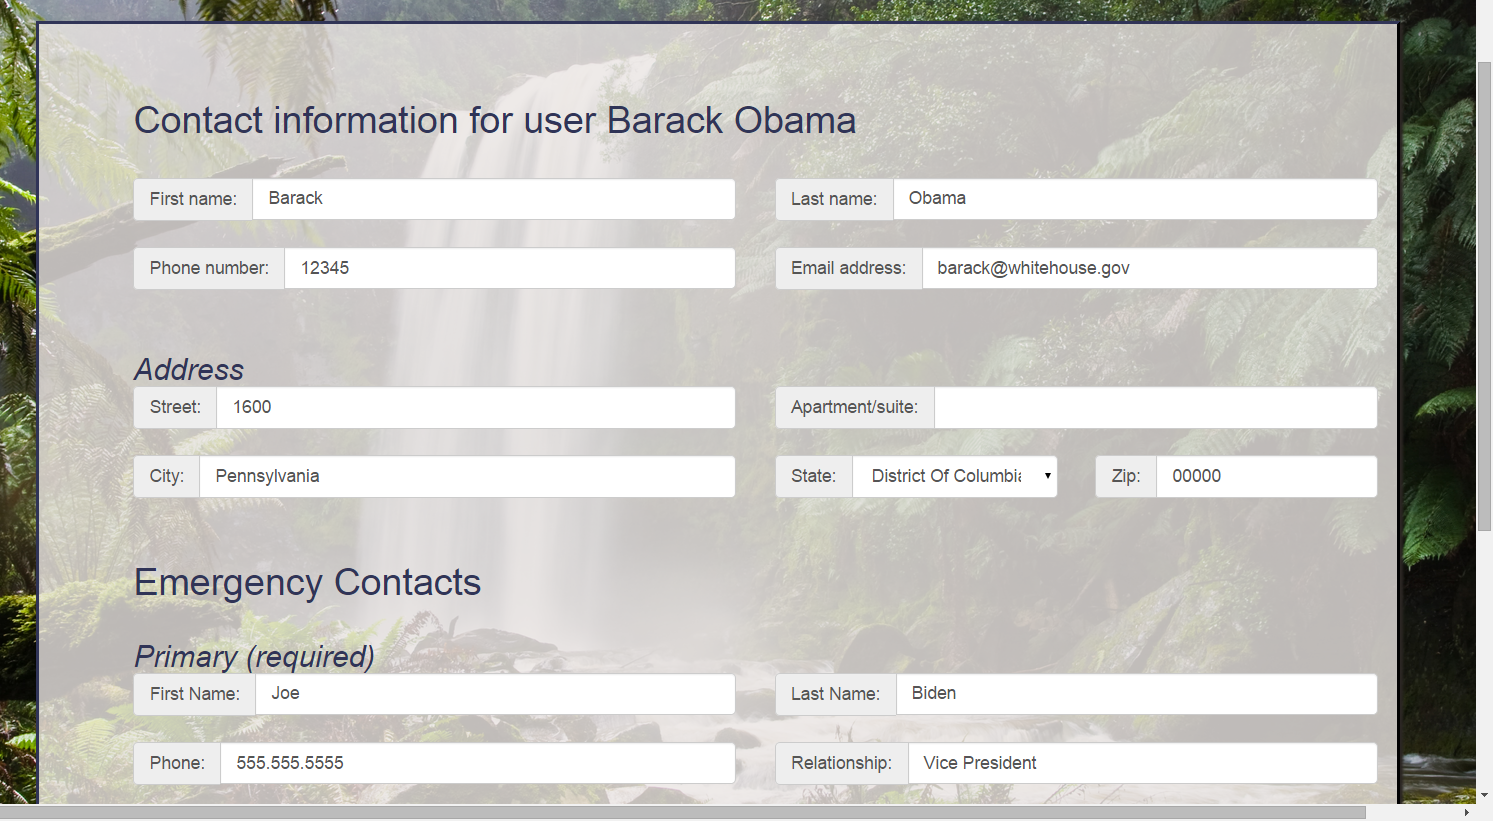 Contact information for user Barack Obama
First name: Barack Last name: Obama
Phone number: 12345 Email address: barack@whitehouse.gov
Address
Street: 1600 Apartment/suite:
City: Pennsylvania State: District Of Columbia Zip: 00000
Emergency Contacts
Primary (required)
First Name: Joe Last Name: Biden
Phone: 555.555.5555 Relationship: Vice President